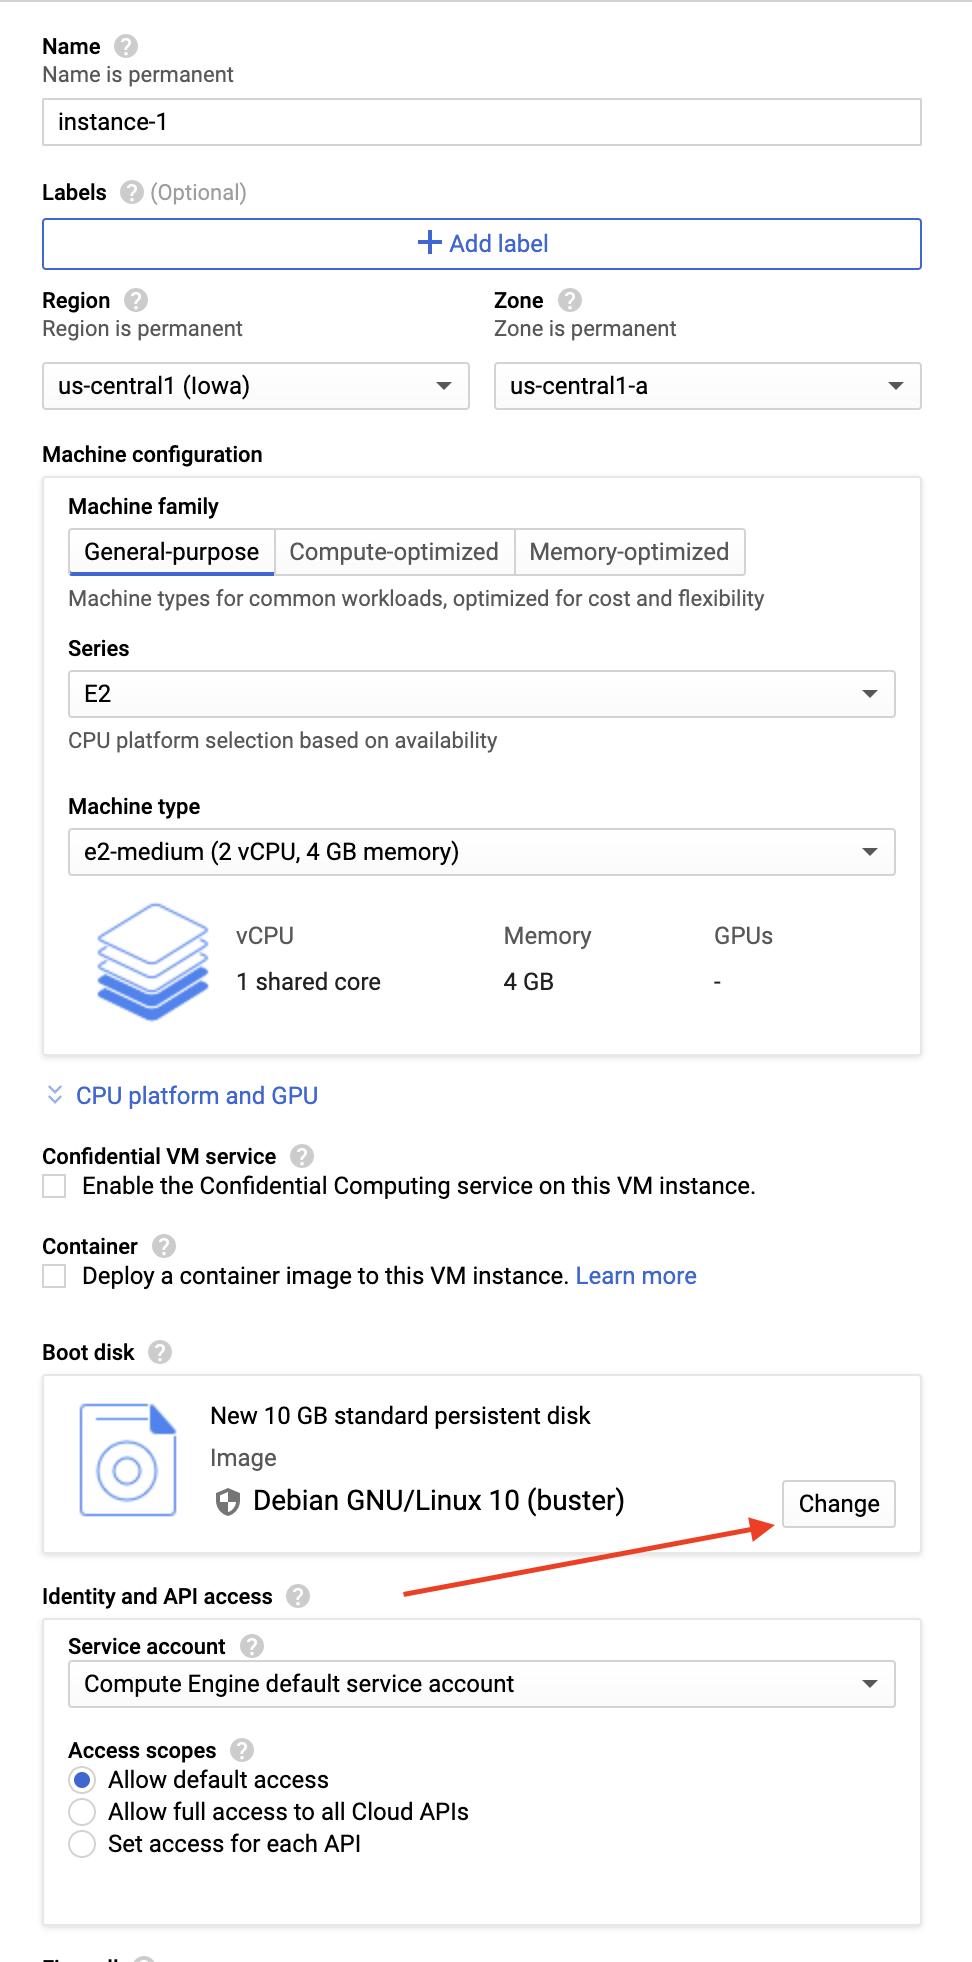 Name
Name is permanent
instance-1
Labels (Optional)
Add label
Region
Region is permanent
us-central1 (Iowa)
Zone
Zone is permanent
us-central1-a
Machine configuration
Machine family
General-purpose Compute-optimized Memory-optimized
Machine types for common workloads, optimized for cost and flexibility
Series
E2
CPU platform selection based on availability
Machine type
e2-medium (2 vCPU, 4 GB memory)
vCPU Memory GPUs
1 shared core 4 GB -
CPU platform and GPU
Confidential VM service
Enable the Confidential Computing service on this VM instance.
Container
Deploy a container image to this VM instance. Learn more
Boot disk
New 10 GB standard persistent disk
Image
Debian GNU/Linux 10 (buster)
Change
Identity and API access
Service account
Compute Engine default service account
Access scopes
Allow default access
Allow full access to all Cloud APIs
Set access for each API